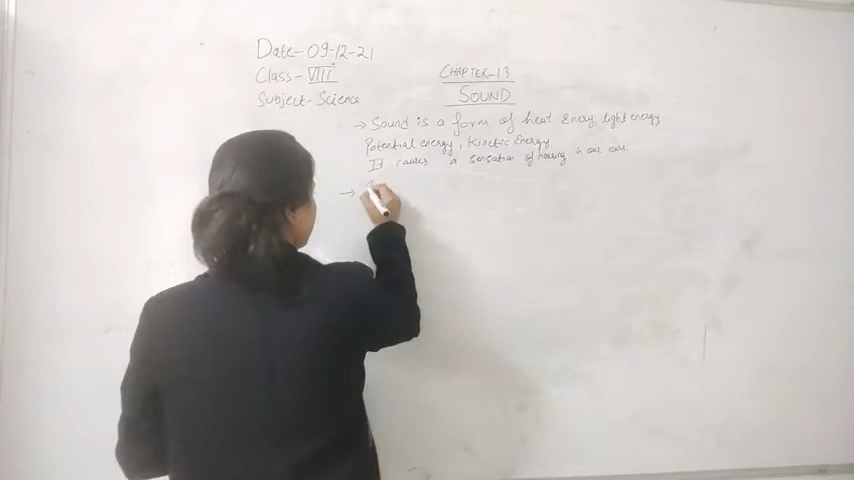 Date-09-12-21
Class-VIII
Subject-Science
CHAPTER-13
SOUND
→ Sound is a form of heat Energy, light energy
Potential energy, Kinetic Energy
It causes a sensation of hearing in our ear.
→